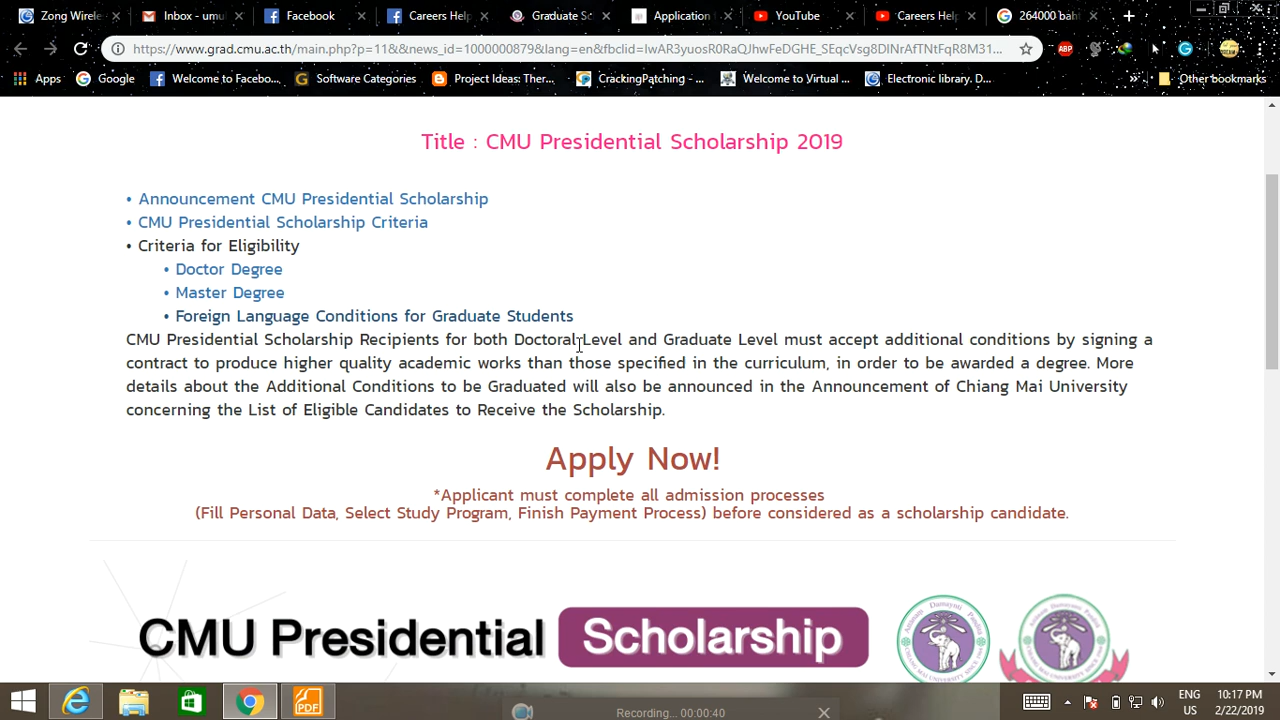 Zong Wirele
Inbox - umu
Facebook
Careers Help
Graduate Sc
Application
YouTube
Careers Help
264000 baht
https://www.grad.cmu.ac.th/main.php?p=11&&news_id=1000000879&lang=en&fbclid=IwAR3yuosR0RaQJhwFeDGHE_SEqCvsg8DlNrAfTNtFqR8M31...
ABP
Apps
Google
Welcome to Facebo...
Software Categories
Project Ideas: Ther...
CrackingPatching - ...
Welcome to Virtual ...
Electronic library. D...
»
Other bookmarks
Title : CMU Presidential Scholarship 2019
• Announcement CMU Presidential Scholarship
• CMU Presidential Scholarship Criteria
• Criteria for Eligibility
• Doctor Degree
• Master Degree
• Foreign Language Conditions for Graduate Students
CMU Presidential Scholarship Recipients for both Doctoral Level and Graduate Level must accept additional conditions by signing a
contract to produce higher quality academic works than those specified in the curriculum, in order to be awarded a degree. More
details about the Additional Conditions to be Graduated will also be announced in the Announcement of Chiang Mai University
concerning the List of Eligible Candidates to Receive the Scholarship.
Apply Now!
*Applicant must complete all admission processes
(Fill Personal Data, Select Study Program, Finish Payment Process) before considered as a scholarship candidate.
CMU Presidential Scholarship
PDF
Recording... 00:00:40
ENG
US
10:17 PM
2/22/2019